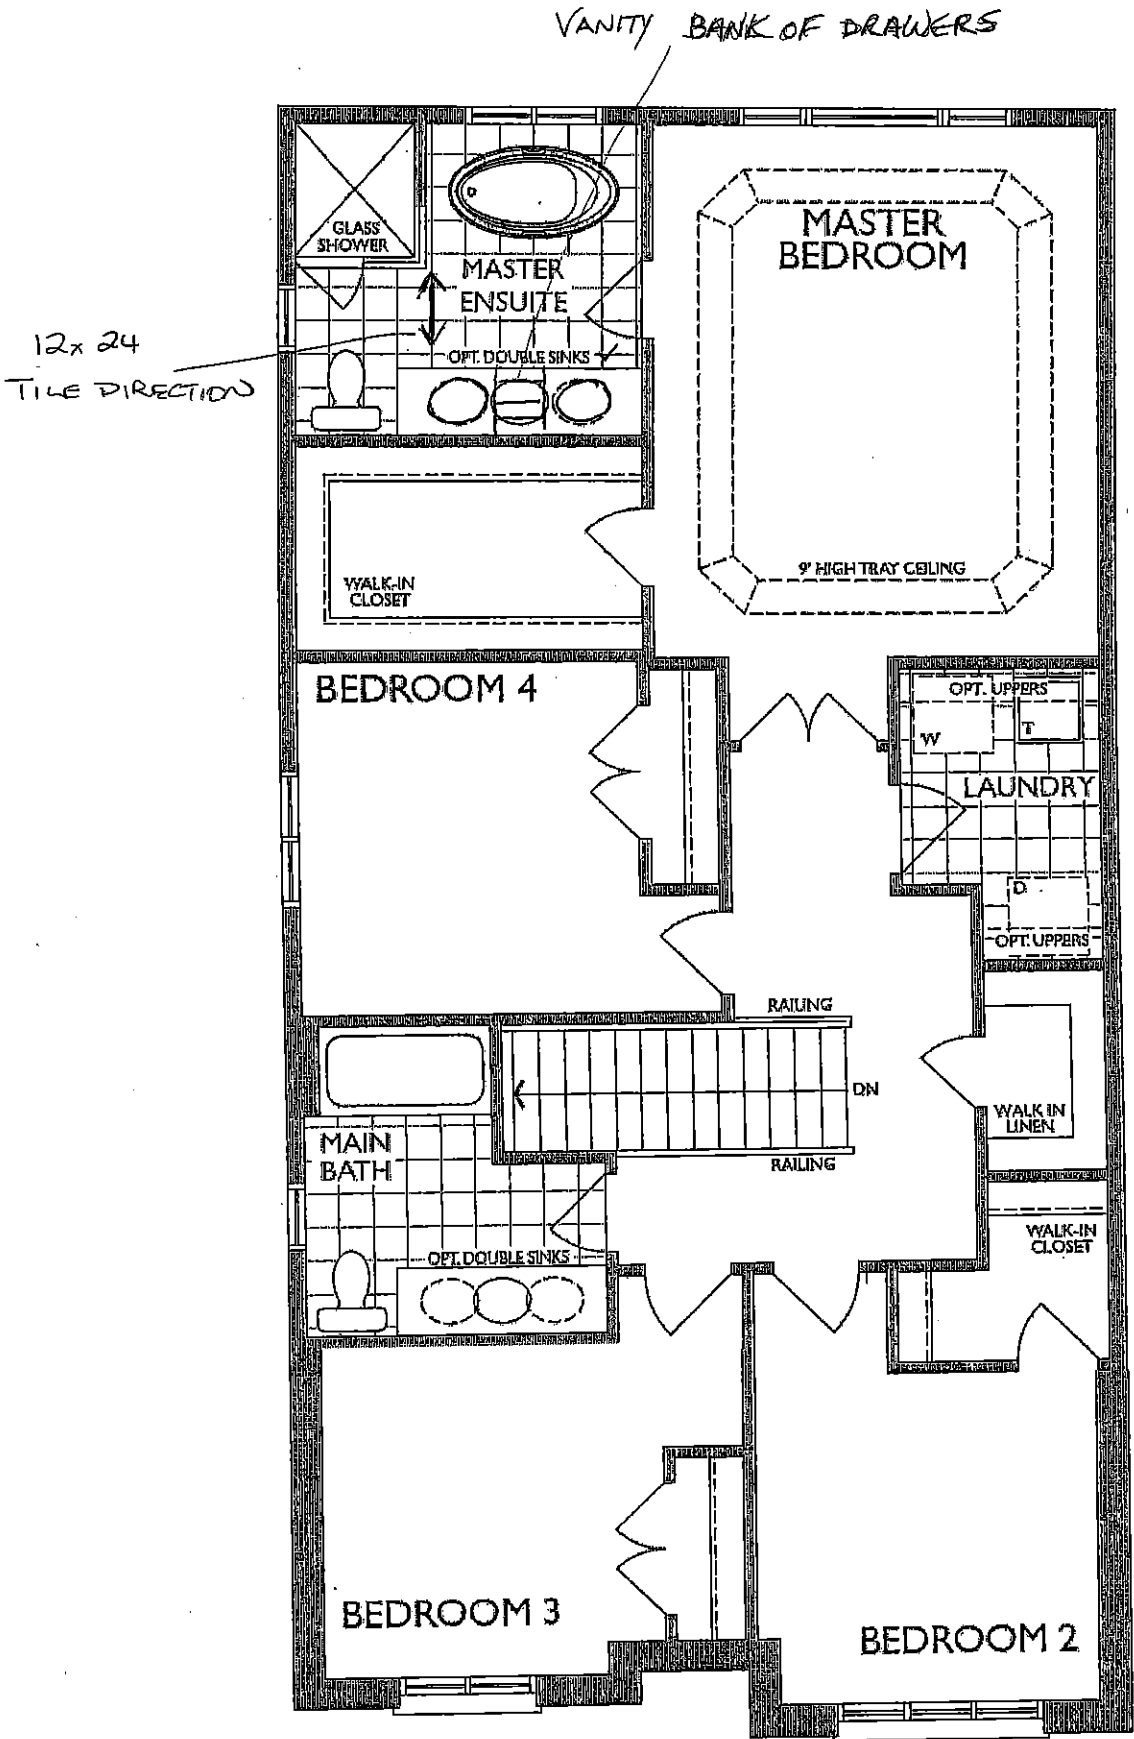 VANITY BANK OF DRAWERS
GLASS
SHOWER
MASTER
ENSUITE
12x24
TILE DIRECTION
OPT. DOUBLE SINKS
MASTER
BEDROOM
9' HIGH TRAY CEILING
WALK-IN
CLOSET
BEDROOM 4
OPT. UPPERS
W
T
LAUNDRY
D
OPT. UPPERS
RAILING
DN
RAILING
WALK IN
LINEN
MAIN
BATH
OPT. DOUBLE SINKS
WALK-IN
CLOSET
BEDROOM 3
BEDROOM 2